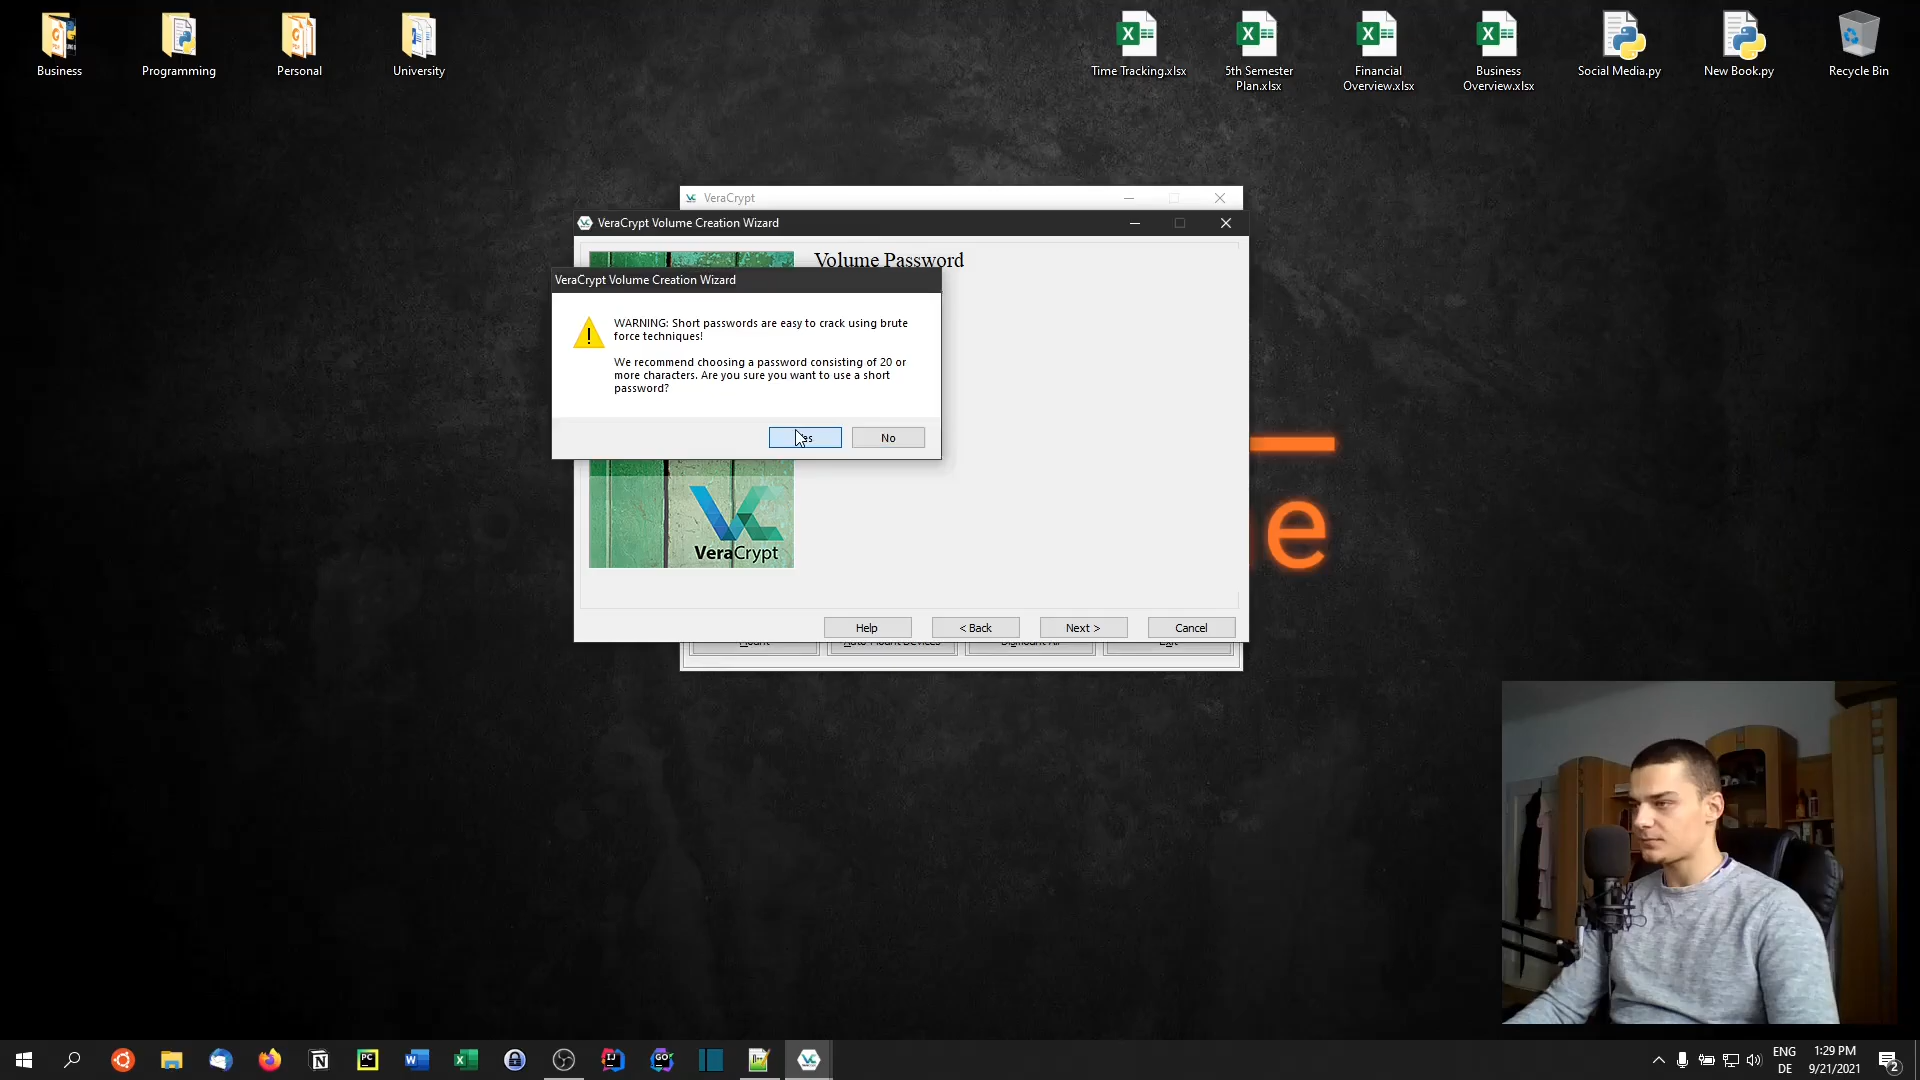 Business
Programming
Personal
University
Time Tracking.xlsx
5th Semester
Plan.xlsx
Financial
Overview.xlsx
Business
Overview.xlsx
Social Media.py
New Book.py
Recycle Bin
VeraCrypt
VeraCrypt Volume Creation Wizard
Volume Password
VeraCrypt Volume Creation Wizard
WARNING: Short passwords are easy to crack using brute
force techniques!
We recommend choosing a password consisting of 20 or
more characters. Are you sure you want to use a short
password?
No
VeraCrypt
Help
< Back
Next >
Cancel
ENG
DE
1:29 PM
9/21/2021
2